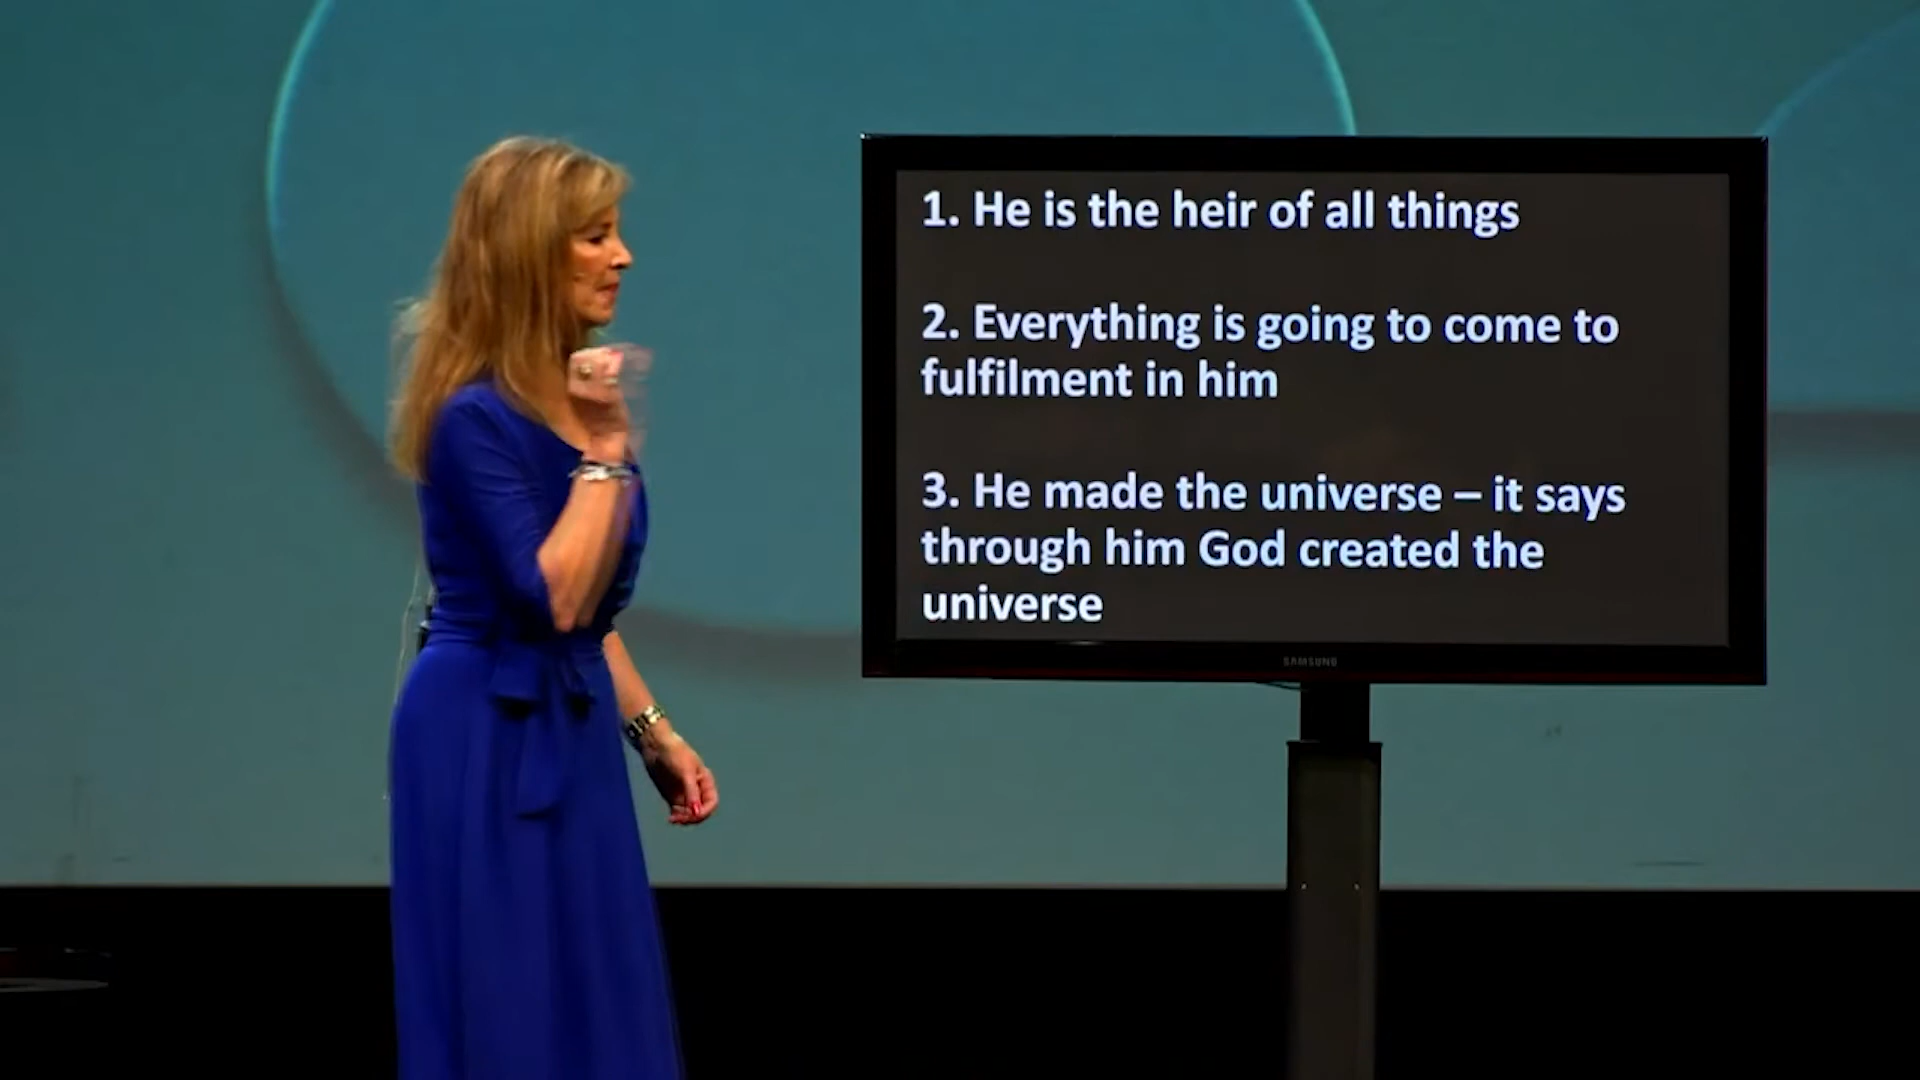 1. He is the heir of all things
2. Everything is going to come to
fulfilment in him
3. He made the universe – it says
through him God created the
universe
SAMSUNG